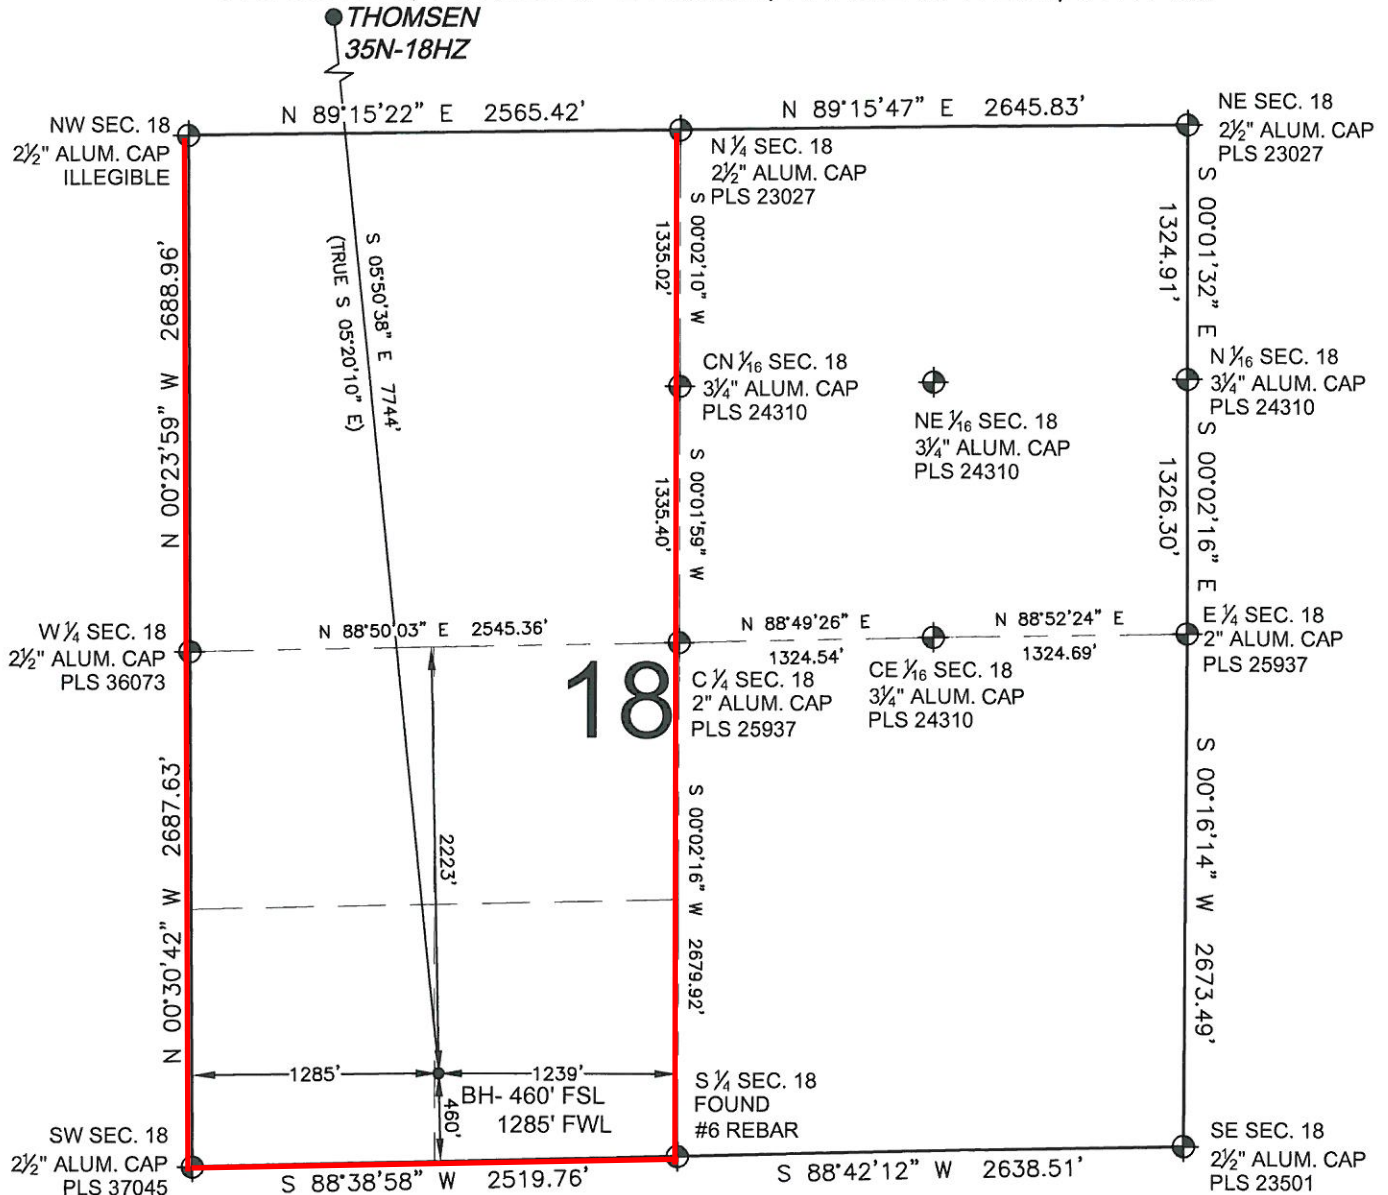 THOMSEN
35N-18HZ
N 89°15'22" E 2565.42'
N 89°15'47" E 2645.83'
NW SEC. 18
2½" ALUM. CAP
ILLEGIBLE
N ¼ SEC. 18
2½" ALUM. CAP
PLS 23027
NE SEC. 18
2½" ALUM. CAP
PLS 23027
N 00°23'59" W 2688.96'
S 05°50'38" E 7744'
(TRUE S 05°20'10" E)
S 00°02'10" W
1335.02'
S 00°01'32" E
1324.91'
CN 1/16 SEC. 18
3¼" ALUM. CAP
PLS 24310
NE 1/16 SEC. 18
3¼" ALUM. CAP
PLS 24310
N 1/16 SEC. 18
3¼" ALUM. CAP
PLS 24310
S 00°01'59" W
1335.40'
S 00°02'16" E
1326.30'
W ¼ SEC. 18
2½" ALUM. CAP
PLS 36073
N 88°50'03" E 2545.36'
N 88°49'26" E
1324.54'
N 88°52'24" E
1324.69'
E ¼ SEC. 18
2" ALUM. CAP
PLS 25937
18
C ¼ SEC. 18
2" ALUM. CAP
PLS 25937
CE 1/16 SEC. 18
3¼" ALUM. CAP
PLS 24310
N 00°30'42" W 2687.63'
2223'
S 00°02'16" W 2679.92'
S 00°16'14" W 2673.49'
1285'
1239'
460'
BH- 460' FSL
1285' FWL
S ¼ SEC. 18
FOUND
#6 REBAR
SW SEC. 18
2½" ALUM. CAP
PLS 37045
S 88°38'58" W 2519.76'
S 88°42'12" W 2638.51'
SE SEC. 18
2½" ALUM. CAP
PLS 23501